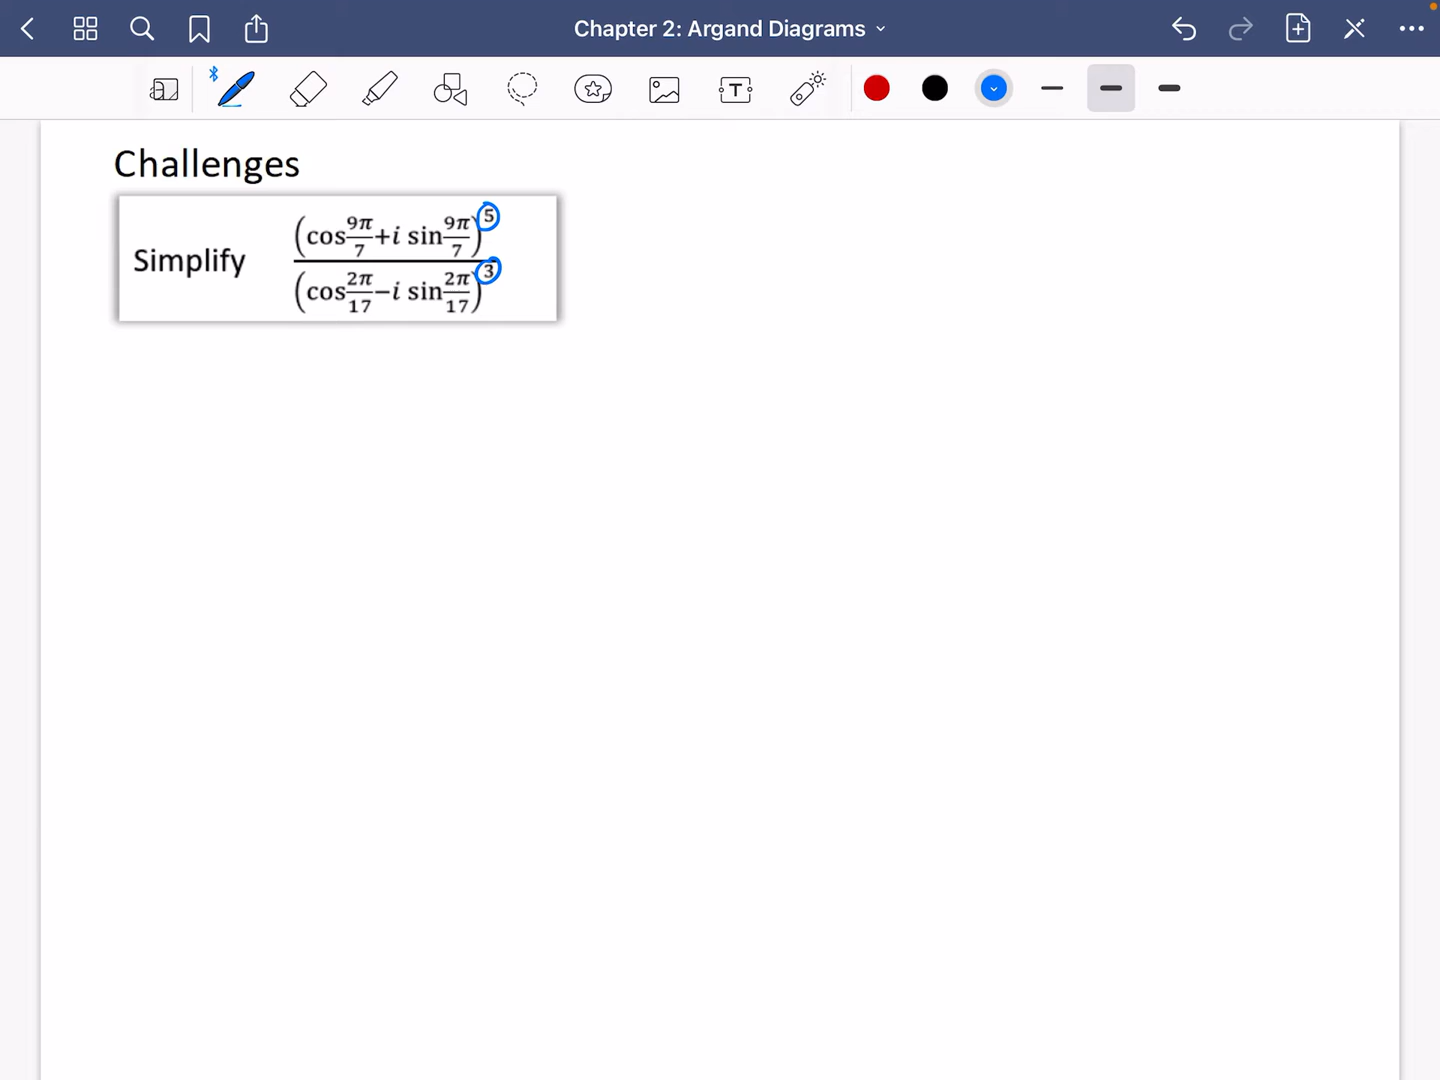 Chapter 2: Argand Diagrams
Challenges
Simplify (cos 9π/7 + i sin 9π/7)^5 / (cos 2π/17 − i sin 2π/17)^3